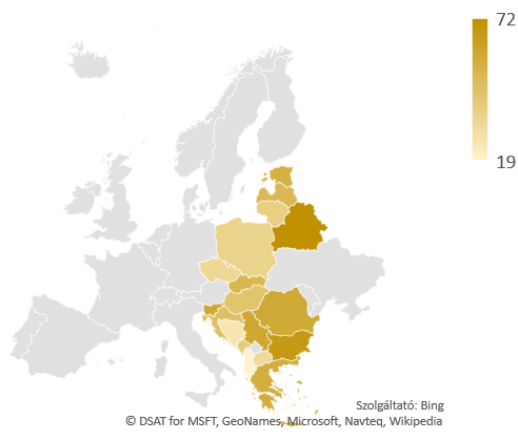 72
19
Szolgáltató: Bing
© DSAT for MSFT, GeoNames, Microsoft, Navteq, Wikipedia